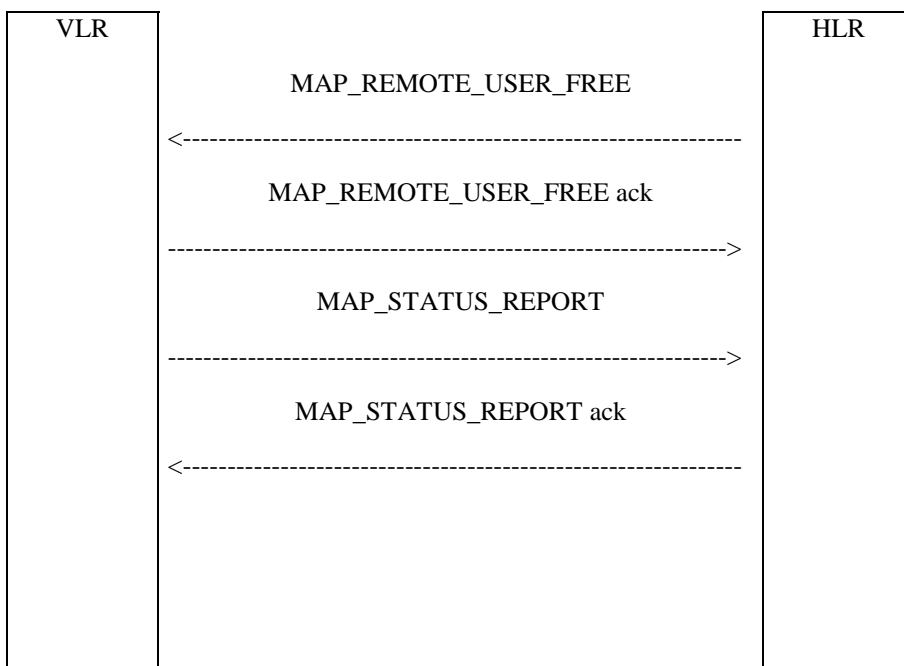 VLR
HLR
MAP_REMOTE_USER_FREE
<---------------------------------------------------------------
MAP_REMOTE_USER_FREE ack
--------------------------------------------------------------->
MAP_STATUS_REPORT
--------------------------------------------------------------->
MAP_STATUS_REPORT ack
<---------------------------------------------------------------